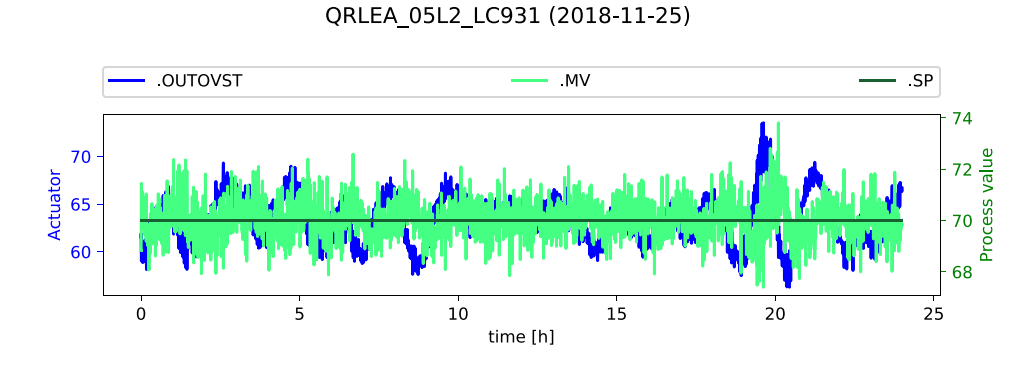 QRLEA_05L2_LC931 (2018-11-25)
.OUTOVST .MV .SP
74
70 72
Actuator 65 70 Process value
60 68
0 5 10 15 20 25
time [h]